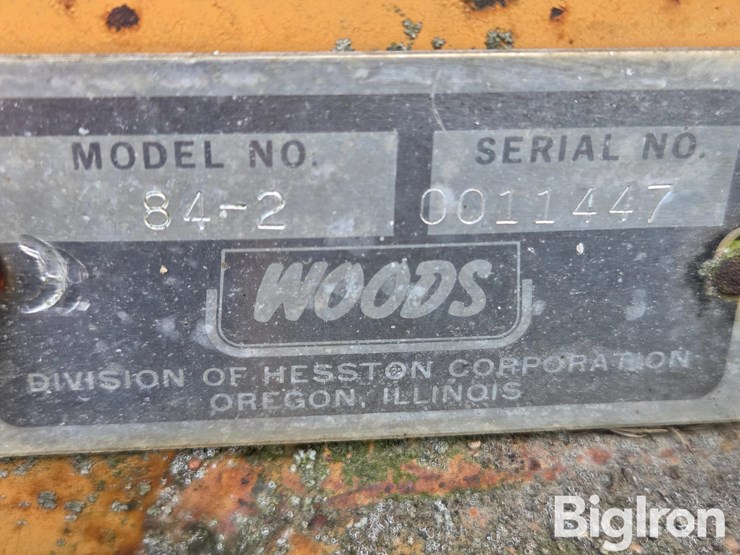 MODEL NO. SERIAL NO.
84-2 0011447
WOODS
DIVISION OF HESSTON CORPORATION
OREGON, ILLINOIS
BigIron